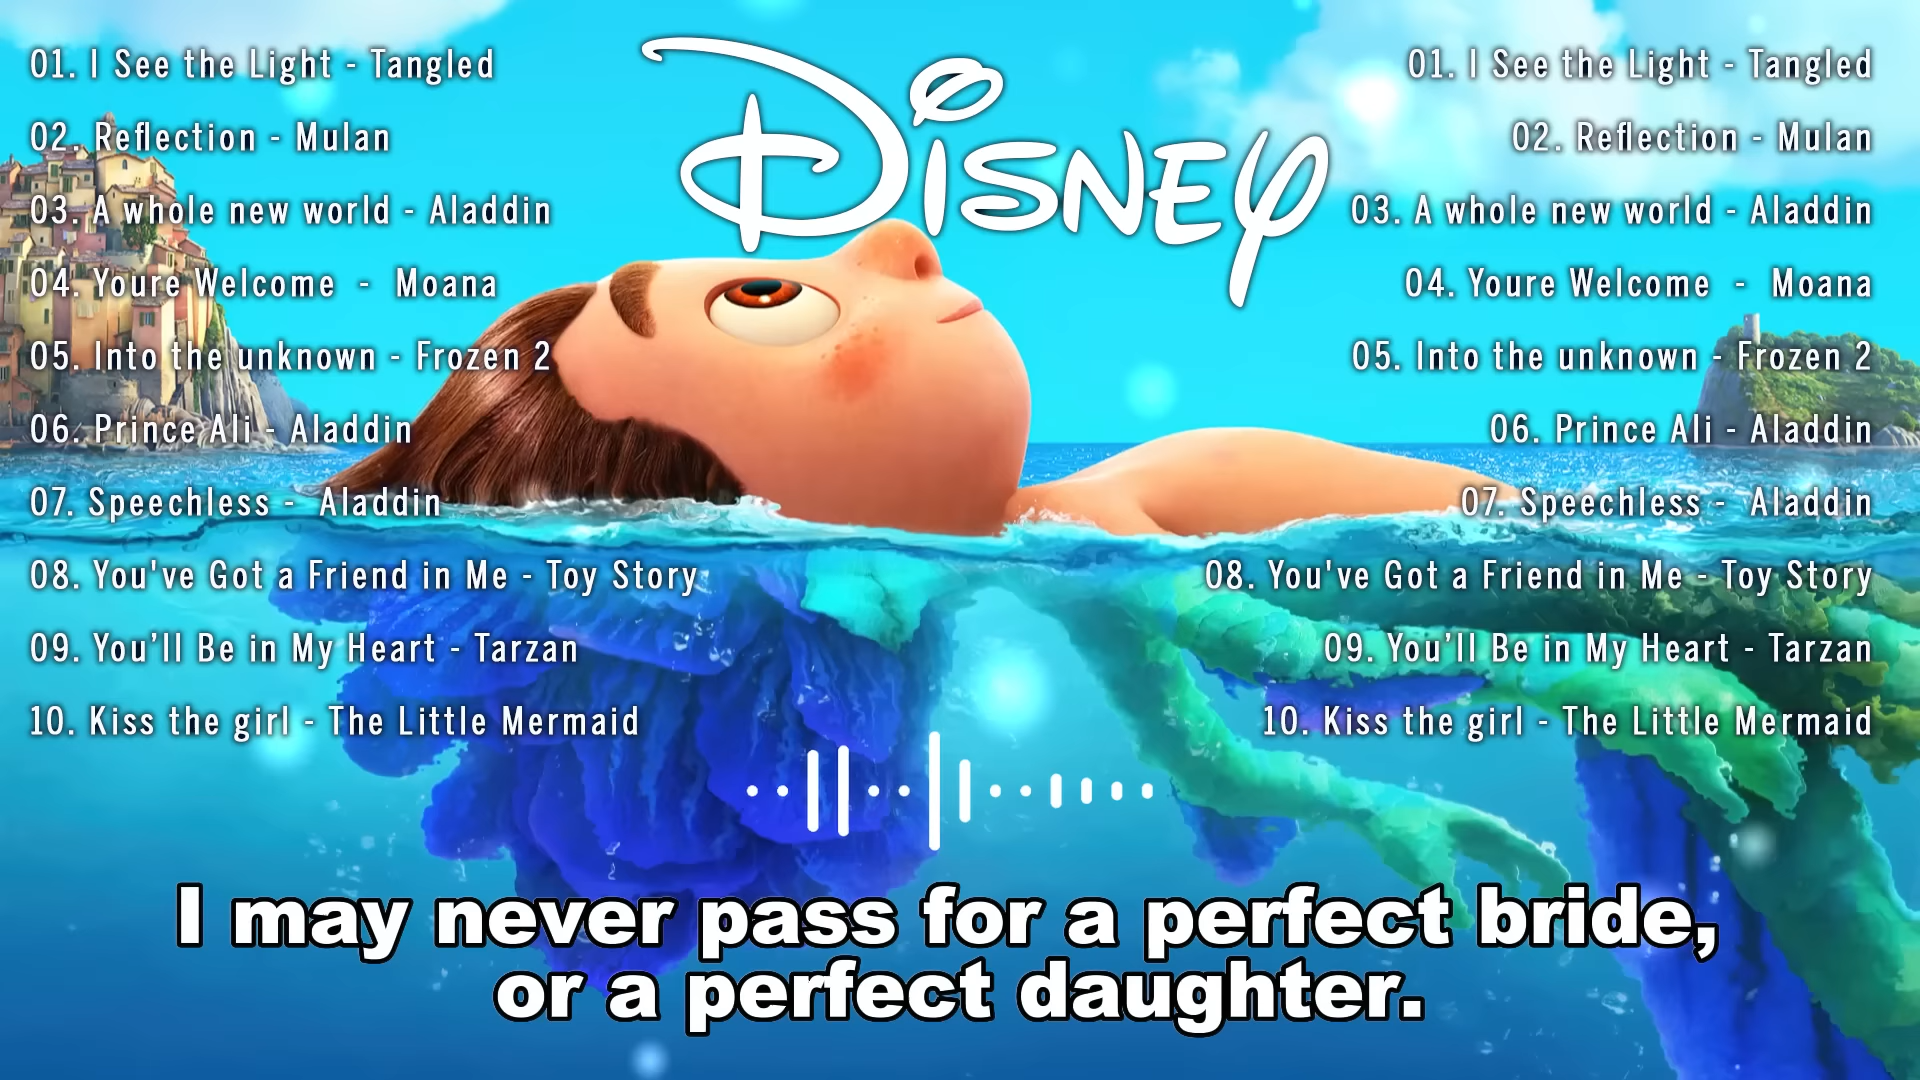 Disney
01. I See the Light - Tangled
02. Reflection - Mulan
03. A whole new world - Aladdin
04. Youre Welcome  -  Moana
05. Into the unknown - Frozen 2
06. Prince Ali - Aladdin
07. Speechless -  Aladdin
08. You've Got a Friend in Me - Toy Story
09. You’ll Be in My Heart - Tarzan
10. Kiss the girl - The Little Mermaid
01. I See the Light - Tangled
02. Reflection - Mulan
03. A whole new world - Aladdin
04. Youre Welcome  -  Moana
05. Into the unknown - Frozen 2
06. Prince Ali - Aladdin
07. Speechless -  Aladdin
08. You've Got a Friend in Me - Toy Story
09. You’ll Be in My Heart - Tarzan
10. Kiss the girl - The Little Mermaid
I may never pass for a perfect bride,
or a perfect daughter.